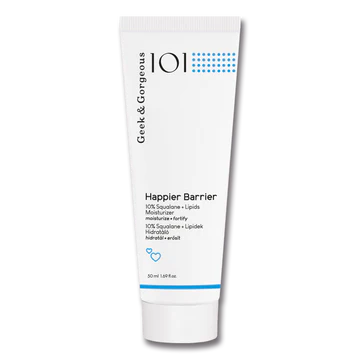 Geek & Gorgeous
101
Happier Barrier
10% Squalane + Lipids
Moisturizer
moisturize + fortify
10% Squalane + Lipidek
Hidratáló
hidratál + erősít
50 ml 1.69 fl.oz.